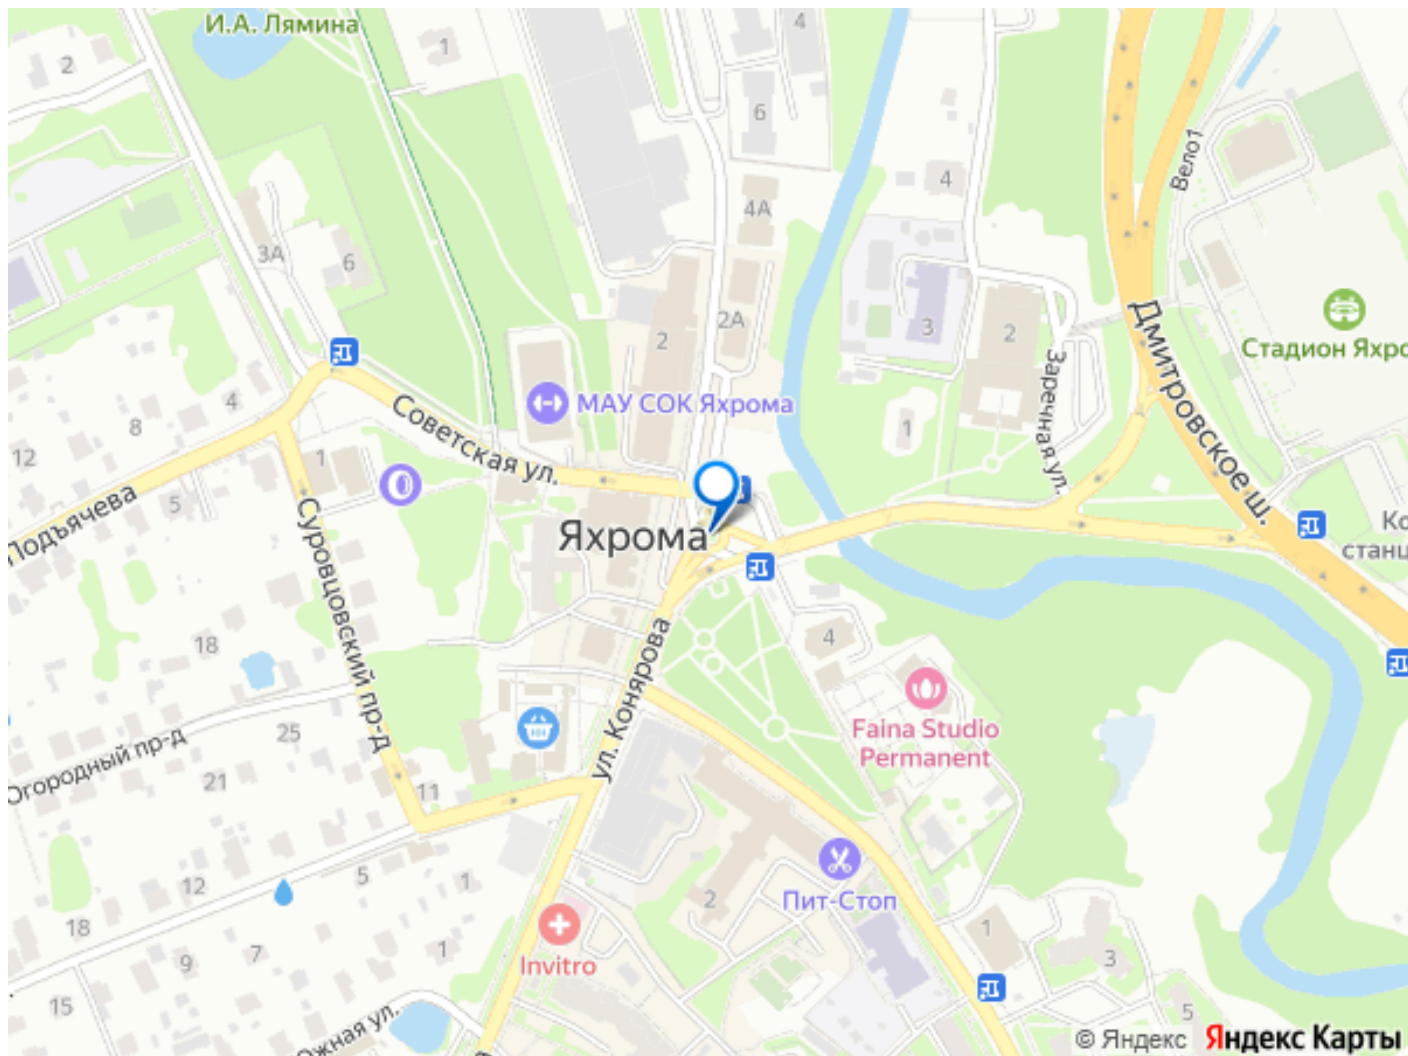 И.А. Лямина
2
1
4
6
Вело1
4
4А
3А
6
2А
2
3
2
Дмитровское ш.
Стадион Яхро
Заречная ул.
МАУ СОК Яхрома
Советская ул.
4
8
1
12
1
5
Подъячева
Суровцовский пр-д
Яхрома
Ко
станц
18
4
ул. Конярова
Faina Studio
Permanent
25
Огородный пр-д
21
11
Пит-Стоп
5
1
12
2
18
1
1
7
9
Invitro
3
15
5
Южная ул.
© Яндекс Яндекс Карты